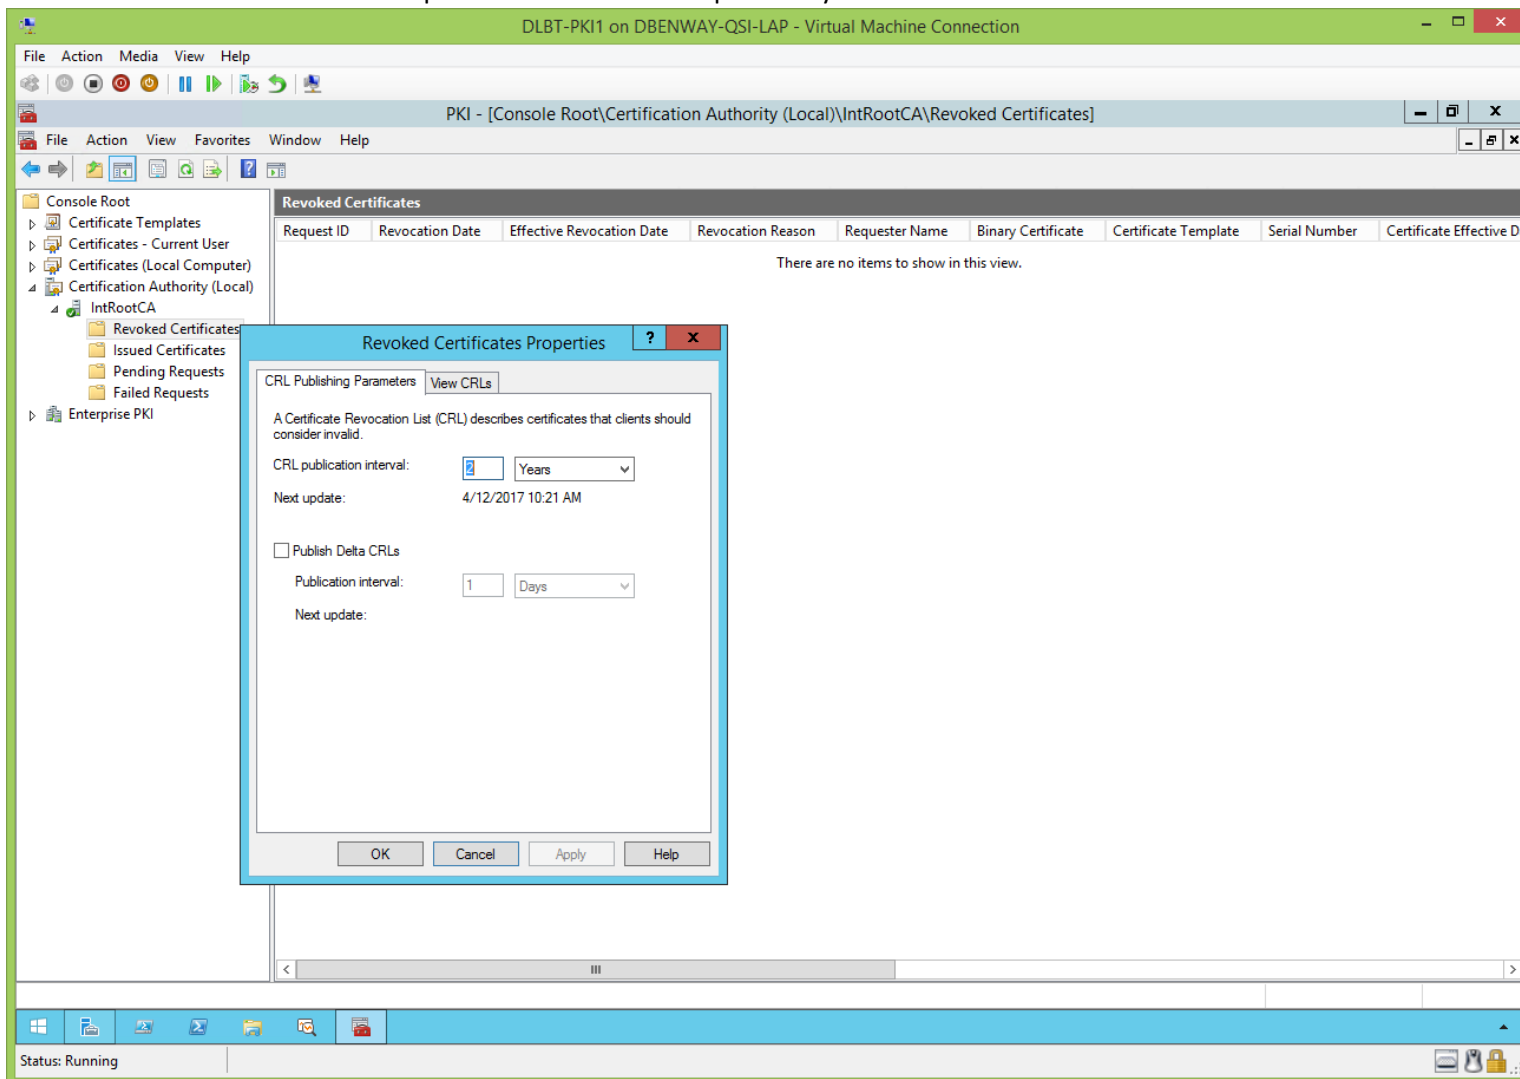 DLBT-PKI1 on DBENWAY-QSI-LAP - Virtual Machine Connection
File Action Media View Help
PKI - [Console Root\Certification Authority (Local)\IntRootCA\Revoked Certificates]
File Action View Favorites Window Help
Console Root
Certificate Templates
Certificates - Current User
Certificates (Local Computer)
Certification Authority (Local)
IntRootCA
Revoked Certificates
Issued Certificates
Pending Requests
Failed Requests
Enterprise PKI
Revoked Certificates
Request ID Revocation Date Effective Revocation Date Revocation Reason Requester Name Binary Certificate Certificate Template Serial Number Certificate Effective D
There are no items to show in this view.
Revoked Certificates Properties
CRL Publishing Parameters View CRLs
A Certificate Revocation List (CRL) describes certificates that clients should
consider invalid.
CRL publication interval: 2 Years
Next update: 4/12/2017 10:21 AM
Publish Delta CRLs
Publication interval: 1 Days
Next update:
OK Cancel Apply Help
Status: Running